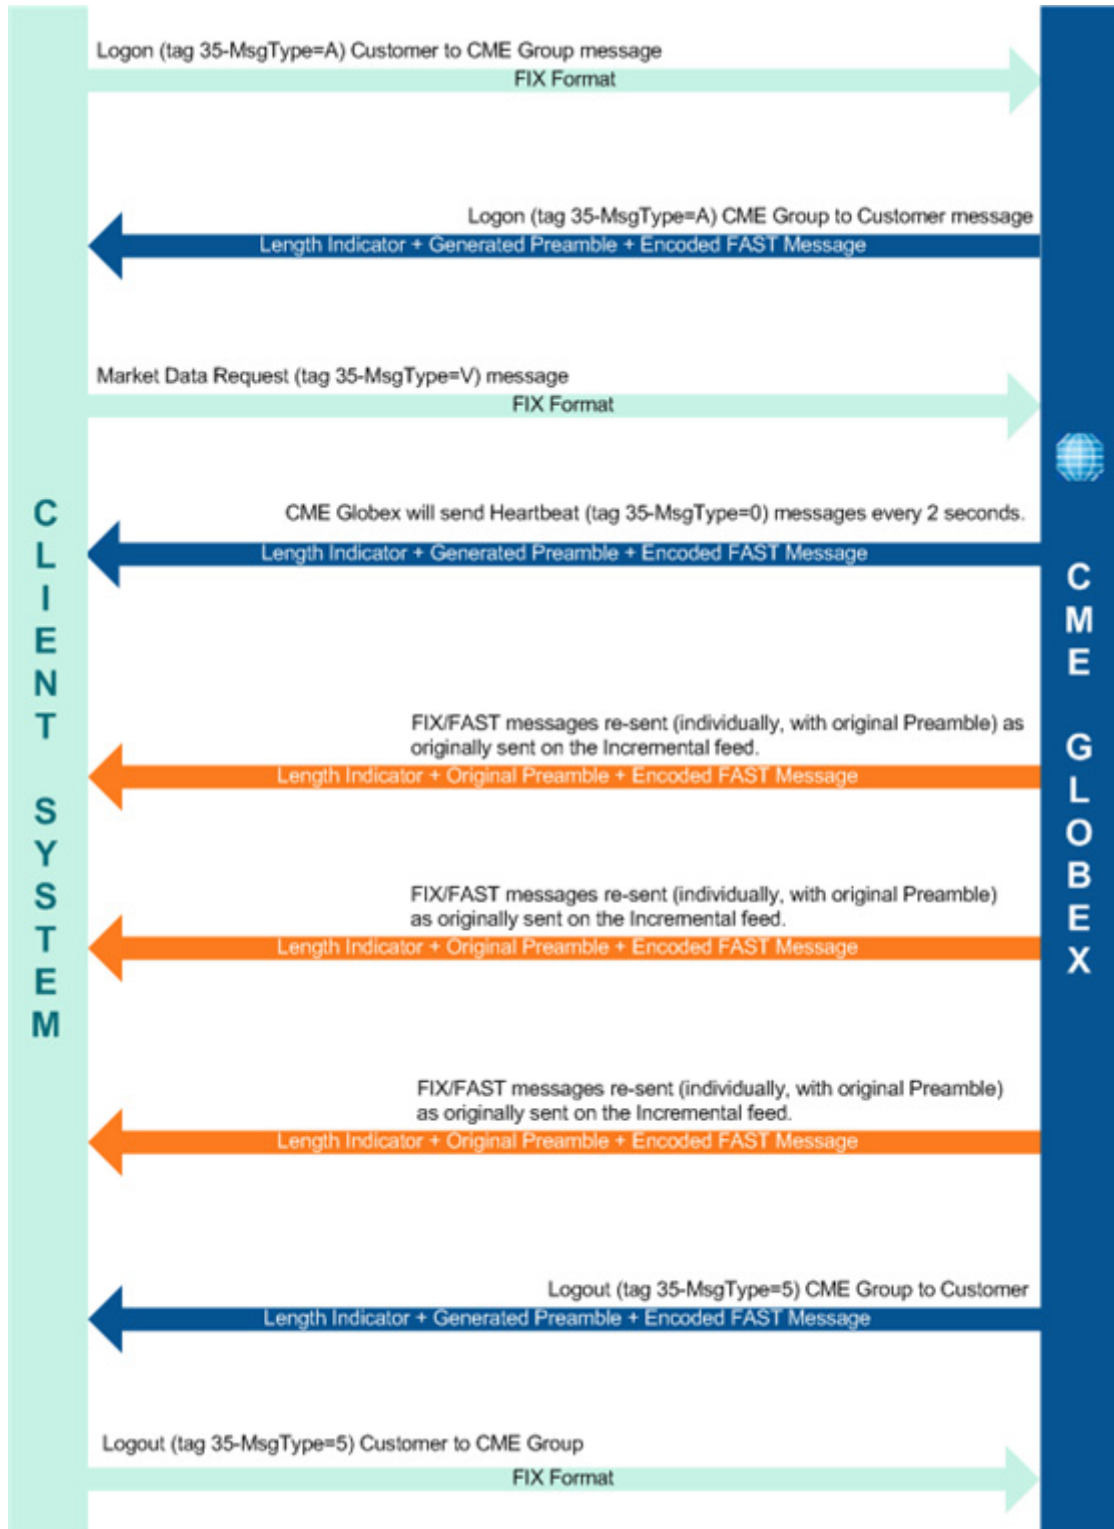 Logon (tag 35-MsgType=A) Customer to CME Group message
FIX Format
Logon (tag 35-MsgType=A) CME Group to Customer message
Length Indicator + Generated Preamble + Encoded FAST Message
Market Data Request (tag 35-MsgType=V) message
FIX Format
CME Globex will send Heartbeat (tag 35-MsgType=0) messages every 2 seconds.
Length Indicator + Generated Preamble + Encoded FAST Message
FIX/FAST messages re-sent (individually, with original Preamble) as
originally sent on the Incremental feed.
Length Indicator + Original Preamble + Encoded FAST Message
FIX/FAST messages re-sent (individually, with original Preamble)
as originally sent on the Incremental feed.
Length Indicator + Original Preamble + Encoded FAST Message
FIX/FAST messages re-sent (individually, with original Preamble)
as originally sent on the Incremental feed.
Length Indicator + Original Preamble + Encoded FAST Message
Logout (tag 35-MsgType=5) CME Group to Customer
Length Indicator + Generated Preamble + Encoded FAST Message
Logout (tag 35-MsgType=5) Customer to CME Group
FIX Format
CLIENT SYSTEM
CME GLOBEX